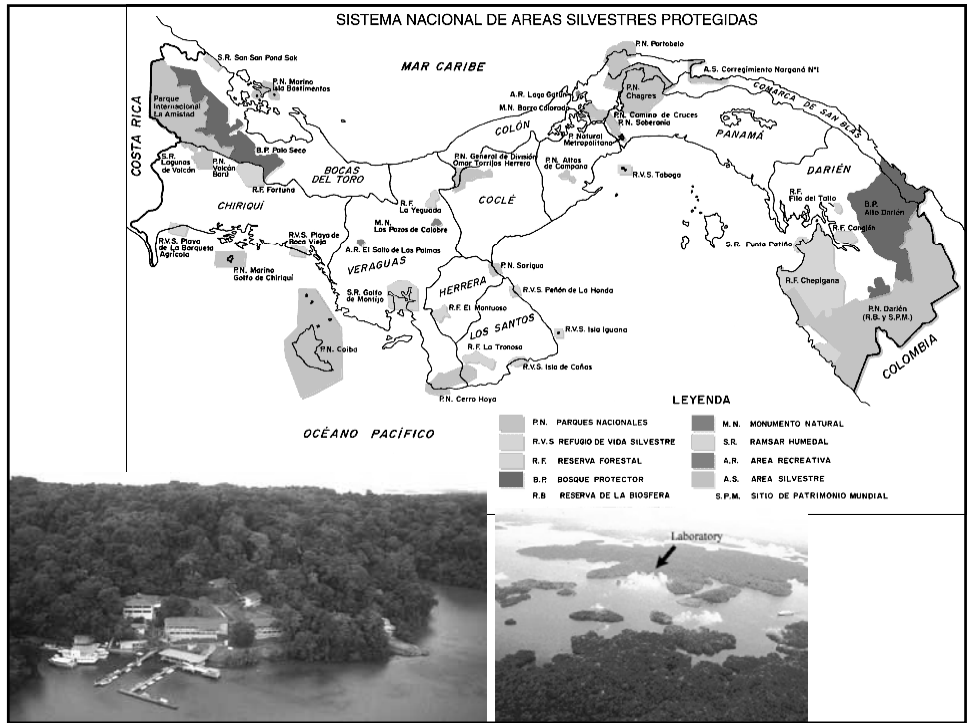 SISTEMA NACIONAL DE AREAS SILVESTRES PROTEGIDAS
P.N. Portobelo
S.R. San San Pond Sak
MAR CARIBE
A.S. Corregimiento Narganá Nº1
P.N. Marino
Isla Bastimentos
COSTA RICA
Parque
Internacional
La Amistad
A.R. Lago Gatún
P.N.
Chagres
COMARCA DE SAN BLAS
M.N. Barro Colorado
P.N. Camino de Cruces
P.N. Soberanía
COLÓN
P. Natural
Metropolitano
PANAMÁ
B.P. Palo Seco
S.R.
Lagunas
de Volcán
P.N.
Volcán
Barú
BOCAS
DEL TORO
P.N. General de División
Omar Torrijos Herrera
P.N. Altos
de Campana
R.V.S. Taboga
DARIÉN
R.F. Fortuna
CHIRIQUÍ
R.F.
La Yeguada
COCLÉ
R.F.
Filo del Tallo
B.P.
Alto Darién
M.N.
Los Pozos de Calobre
R.F. Canglón
R.V.S. Playa
de La Barqueta
Agrícola
R.V.S. Playa de
Boca Vieja
A.R. El Salto de Las Palmas
S.R. Punta Patiño
VERAGUAS
P.N. Marino
Golfo de Chiriquí
P.N. Sarigua
R.F. Chepigana
S.R. Golfo
de Montijo
HERRERA
R.V.S. Peñón de La Honda
R.F. El Montuoso
P.N. Darién
(R.B. y S.P.M.)
LOS SANTOS
R.V.S. Isla Iguana
P.N. Coiba
R.F. La Tronosa
COLOMBIA
R.V.S. Isla de Cañas
P.N. Cerro Hoya
OCÉANO PACÍFICO
LEYENDA
P.N. PARQUES NACIONALES
R.V.S REFUGIO DE VIDA SILVESTRE
R.F. RESERVA FORESTAL
B.P. BOSQUE PROTECTOR
R.B RESERVA DE LA BIOSFERA
M.N. MONUMENTO NATURAL
S.R. RAMSAR HUMEDAL
A.R. AREA RECREATIVA
A.S. AREA SILVESTRE
S.P.M. SITIO DE PATRIMONIO MUNDIAL
Laboratory